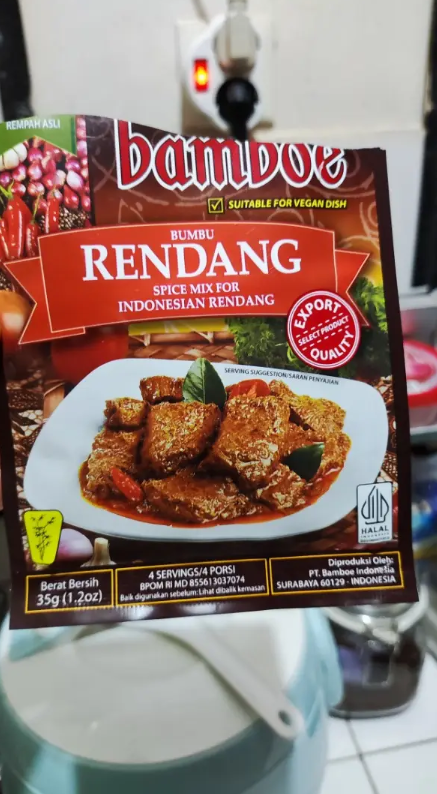 REMPAH ASLI
bamboe
SUITABLE FOR VEGAN DISH
BUMBU
RENDANG
SPICE MIX FOR
INDONESIAN RENDANG
EXPORT
SELECT PRODUCT
QUALITY
SERVING SUGGESTION/SARAN PENYAJIAN
HALAL
INDONESIA
Berat Bersih
35g (1.2oz)
4 SERVINGS/4 PORSI
BPOM RI MD 855613037074
Baik digunakan sebelum: Lihat dibalik kemasan
Diproduksi Oleh:
PT. Bamboe Indonesia
SURABAYA 60129 - INDONESIA